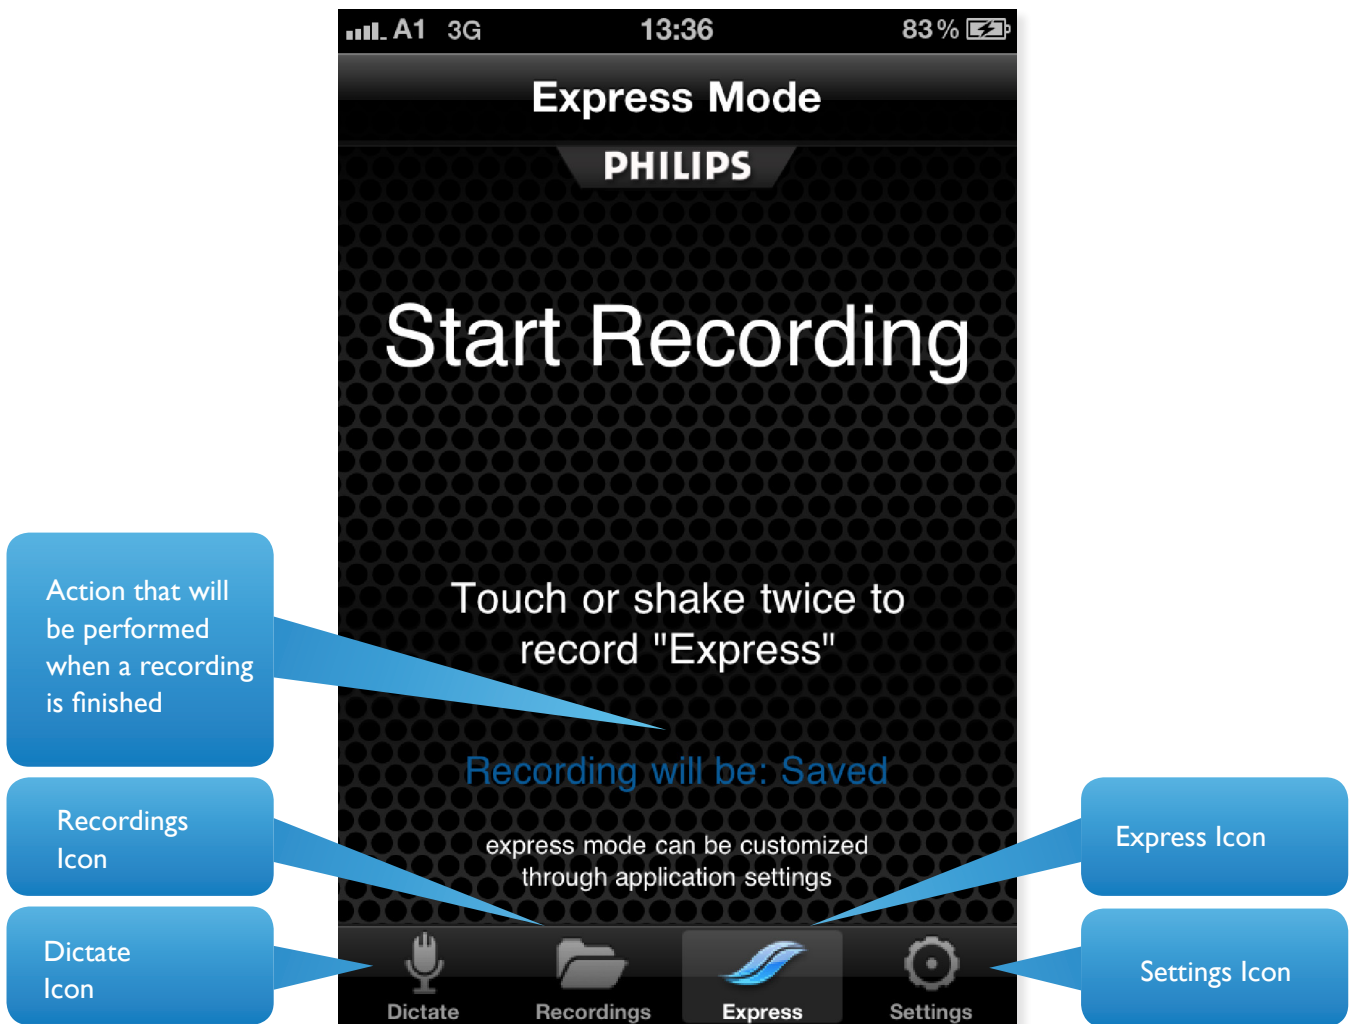 A1 3G 13:36 83%
Express Mode
PHILIPS
Start Recording
Touch or shake twice to
record "Express"
Action that will
be performed
when a recording
is finished
Recording will be: Saved
Recordings
Icon
express mode can be customized
through application settings
Express Icon
Dictate
Icon
Settings Icon
Dictate Recordings Express Settings